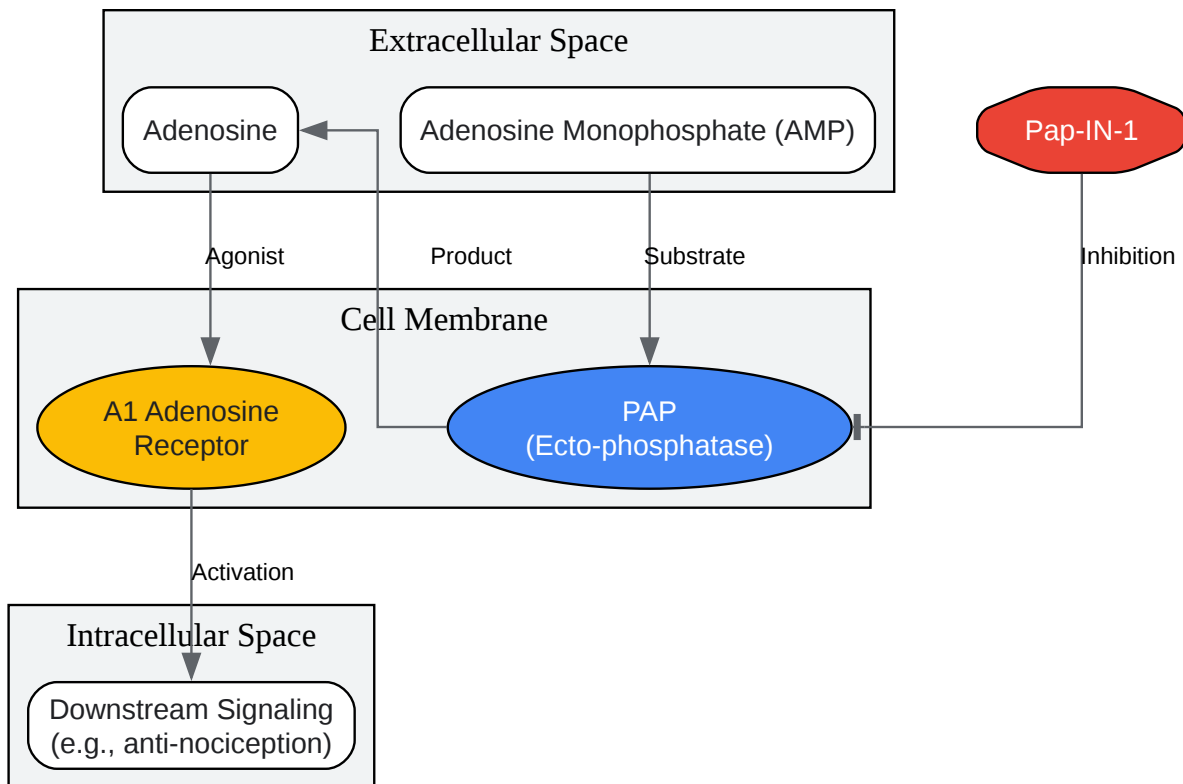 Extracellular Space
Adenosine
Adenosine Monophosphate (AMP)
Pap-IN-1
Agonist
Product
Substrate
Inhibition
Cell Membrane
A1 Adenosine
Receptor
PAP
(Ecto-phosphatase)
Activation
Intracellular Space
Downstream Signaling
(e.g., anti-nociception)